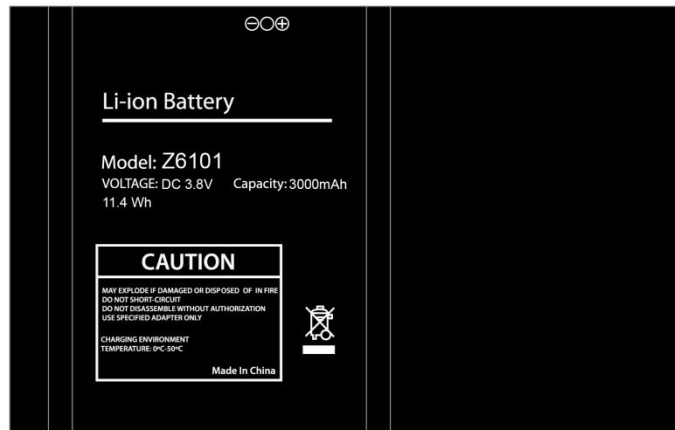 ⊖○⊕
Li-ion Battery
Model: Z6101
VOLTAGE: DC 3.8V Capacity: 3000mAh
11.4 Wh
CAUTION
MAY EXPLODE IF DAMAGED OR DISPOSED OF IN FIRE
DO NOT SHORT-CIRCUIT
DO NOT DISASSEMBLE WITHOUT AUTHORIZATION
USE SPECIFIED ADAPTER ONLY
CHARGING ENVIRONMENT
TEMPERATURE: 0ºC-50ºC
Made In China